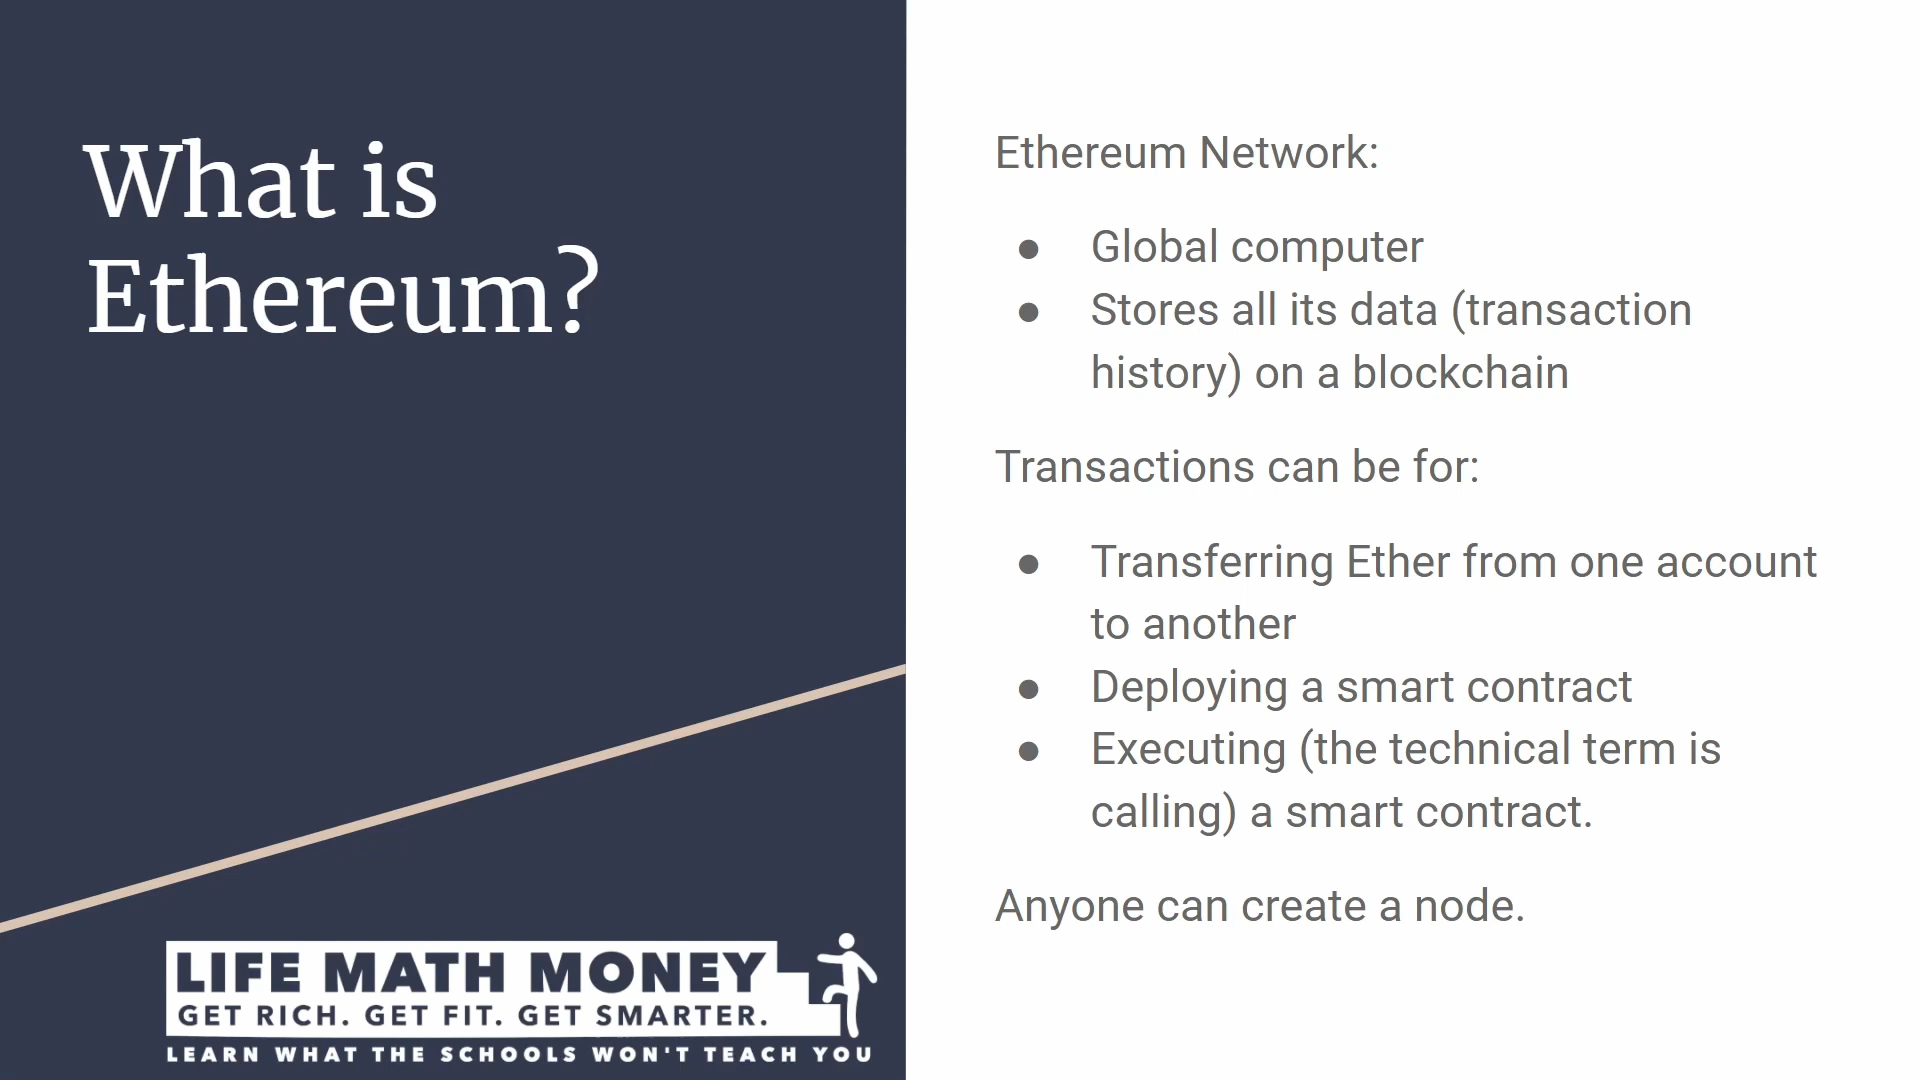 What is
Ethereum?
Ethereum Network:
● Global computer
● Stores all its data (transaction
history) on a blockchain
Transactions can be for:
● Transferring Ether from one account
to another
● Deploying a smart contract
● Executing (the technical term is
calling) a smart contract.
Anyone can create a node.
LIFE MATH MONEY
GET RICH. GET FIT. GET SMARTER.
LEARN WHAT THE SCHOOLS WON'T TEACH YOU